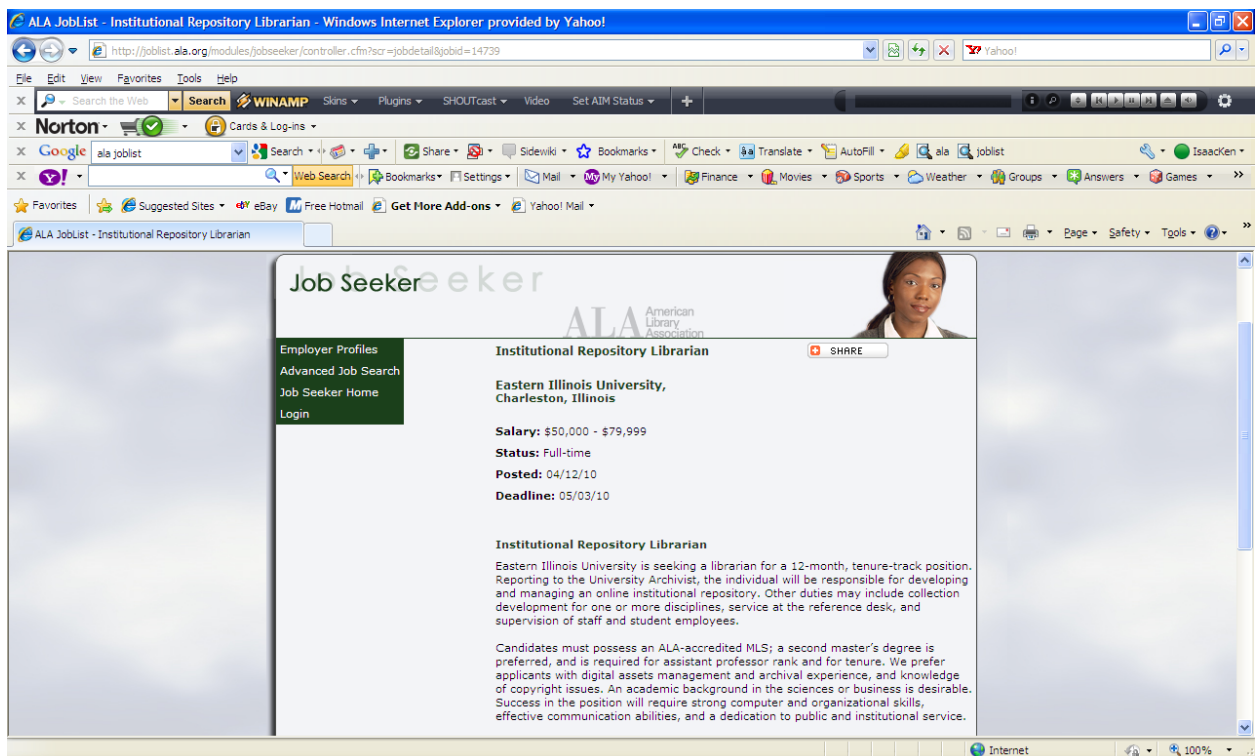 ALA JobList - Institutional Repository Librarian - Windows Internet Explorer provided by Yahoo!
http://joblist.ala.org/modules/jobseeker/controller.cfm?scr=jobdetail&jobid=14739
Yahoo!
File Edit View Favorites Tools Help
X Search the Web Search WINAMP Skins Plugins SHOUTcast Video Set AIM Status
x Norton Cards & Log-ins
x Google ala joblist Search Share Sidewiki Bookmarks Check Translate AutoFill ala joblist IsaacKen
x Y! Web Search Bookmarks Settings Mail My Yahoo! Finance Movies Sports Weather Groups Answers Games >>
Favorites Suggested Sites eBay Free Hotmail Get More Add-ons Yahoo! Mail
ALA JobList - Institutional Repository Librarian Page Safety Tools >>
Job Seeker
ALA American Library Association
Employer Profiles
Advanced Job Search
Job Seeker Home
Login
Institutional Repository Librarian SHARE
Eastern Illinois University,
Charleston, Illinois
Salary: $50,000 - $79,999
Status: Full-time
Posted: 04/12/10
Deadline: 05/03/10
Institutional Repository Librarian
Eastern Illinois University is seeking a librarian for a 12-month, tenure-track position.
Reporting to the University Archivist, the individual will be responsible for developing
and managing an online institutional repository. Other duties may include collection
development for one or more disciplines, service at the reference desk, and
supervision of staff and student employees.
Candidates must possess an ALA-accredited MLS; a second master's degree is
preferred, and is required for assistant professor rank and for tenure. We prefer
applicants with digital assets management and archival experience, and knowledge
of copyright issues. An academic background in the sciences or business is desirable.
Success in the position will require strong computer and organizational skills,
effective communication abilities, and a dedication to public and institutional service.
Internet 100%